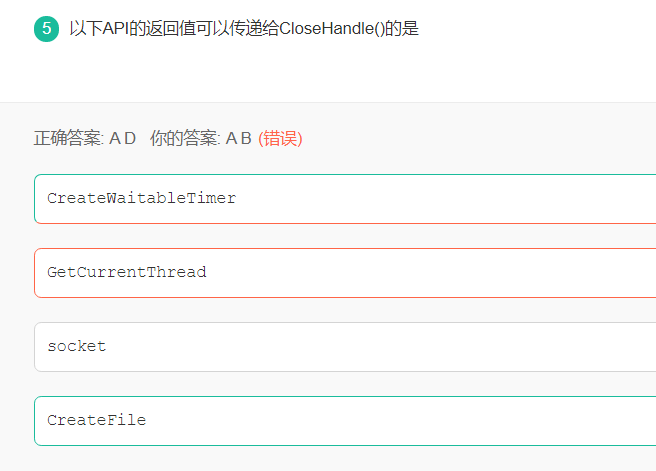 5 以下API的返回值可以传递给CloseHandle()的是
正确答案: A D 你的答案: A B (错误)
CreateWaitableTimer
GetCurrentThread
socket
CreateFile